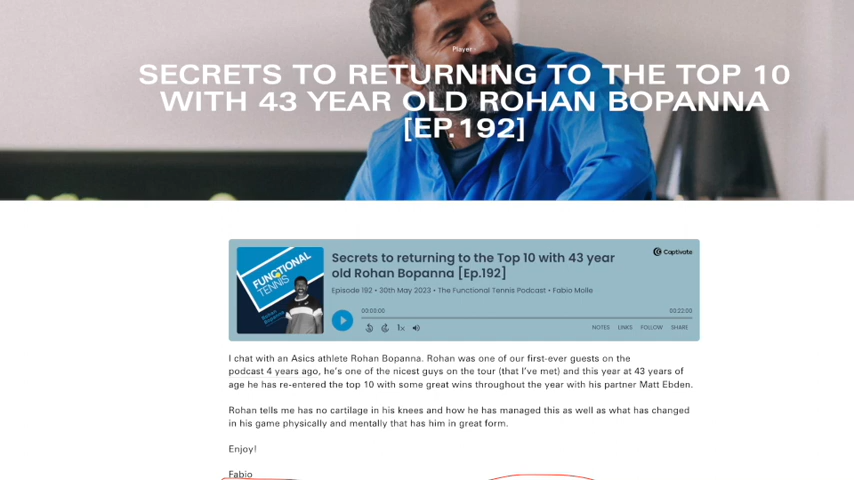 Player
SECRETS TO RETURNING TO THE TOP 10
WITH 43 YEAR OLD ROHAN BOPANNA
[EP.192]
FUNCTIONAL
TENNIS
Rohan
Bopanna
Secrets to returning to the Top 10 with 43 year
old Rohan Bopanna [Ep.192]
Captivate
Episode 192 • 30th May 2023 • The Functional Tennis Podcast • Fabio Molle
00:00:00
00:22:00
1x
NOTES LINKS FOLLOW SHARE
I chat with an Asics athlete Rohan Bopanna. Rohan was one of our first-ever guests on the
podcast 4 years ago, he's one of the nicest guys on the tour (that I've met) and this year at 43 years of
age he has re-entered the top 10 with some great wins throughout the year with his partner Matt Ebden.
Rohan tells me has no cartilage in his knees and how he has managed this as well as what has changed
in his game physically and mentally that has him in great form.
Enjoy!
Fabio